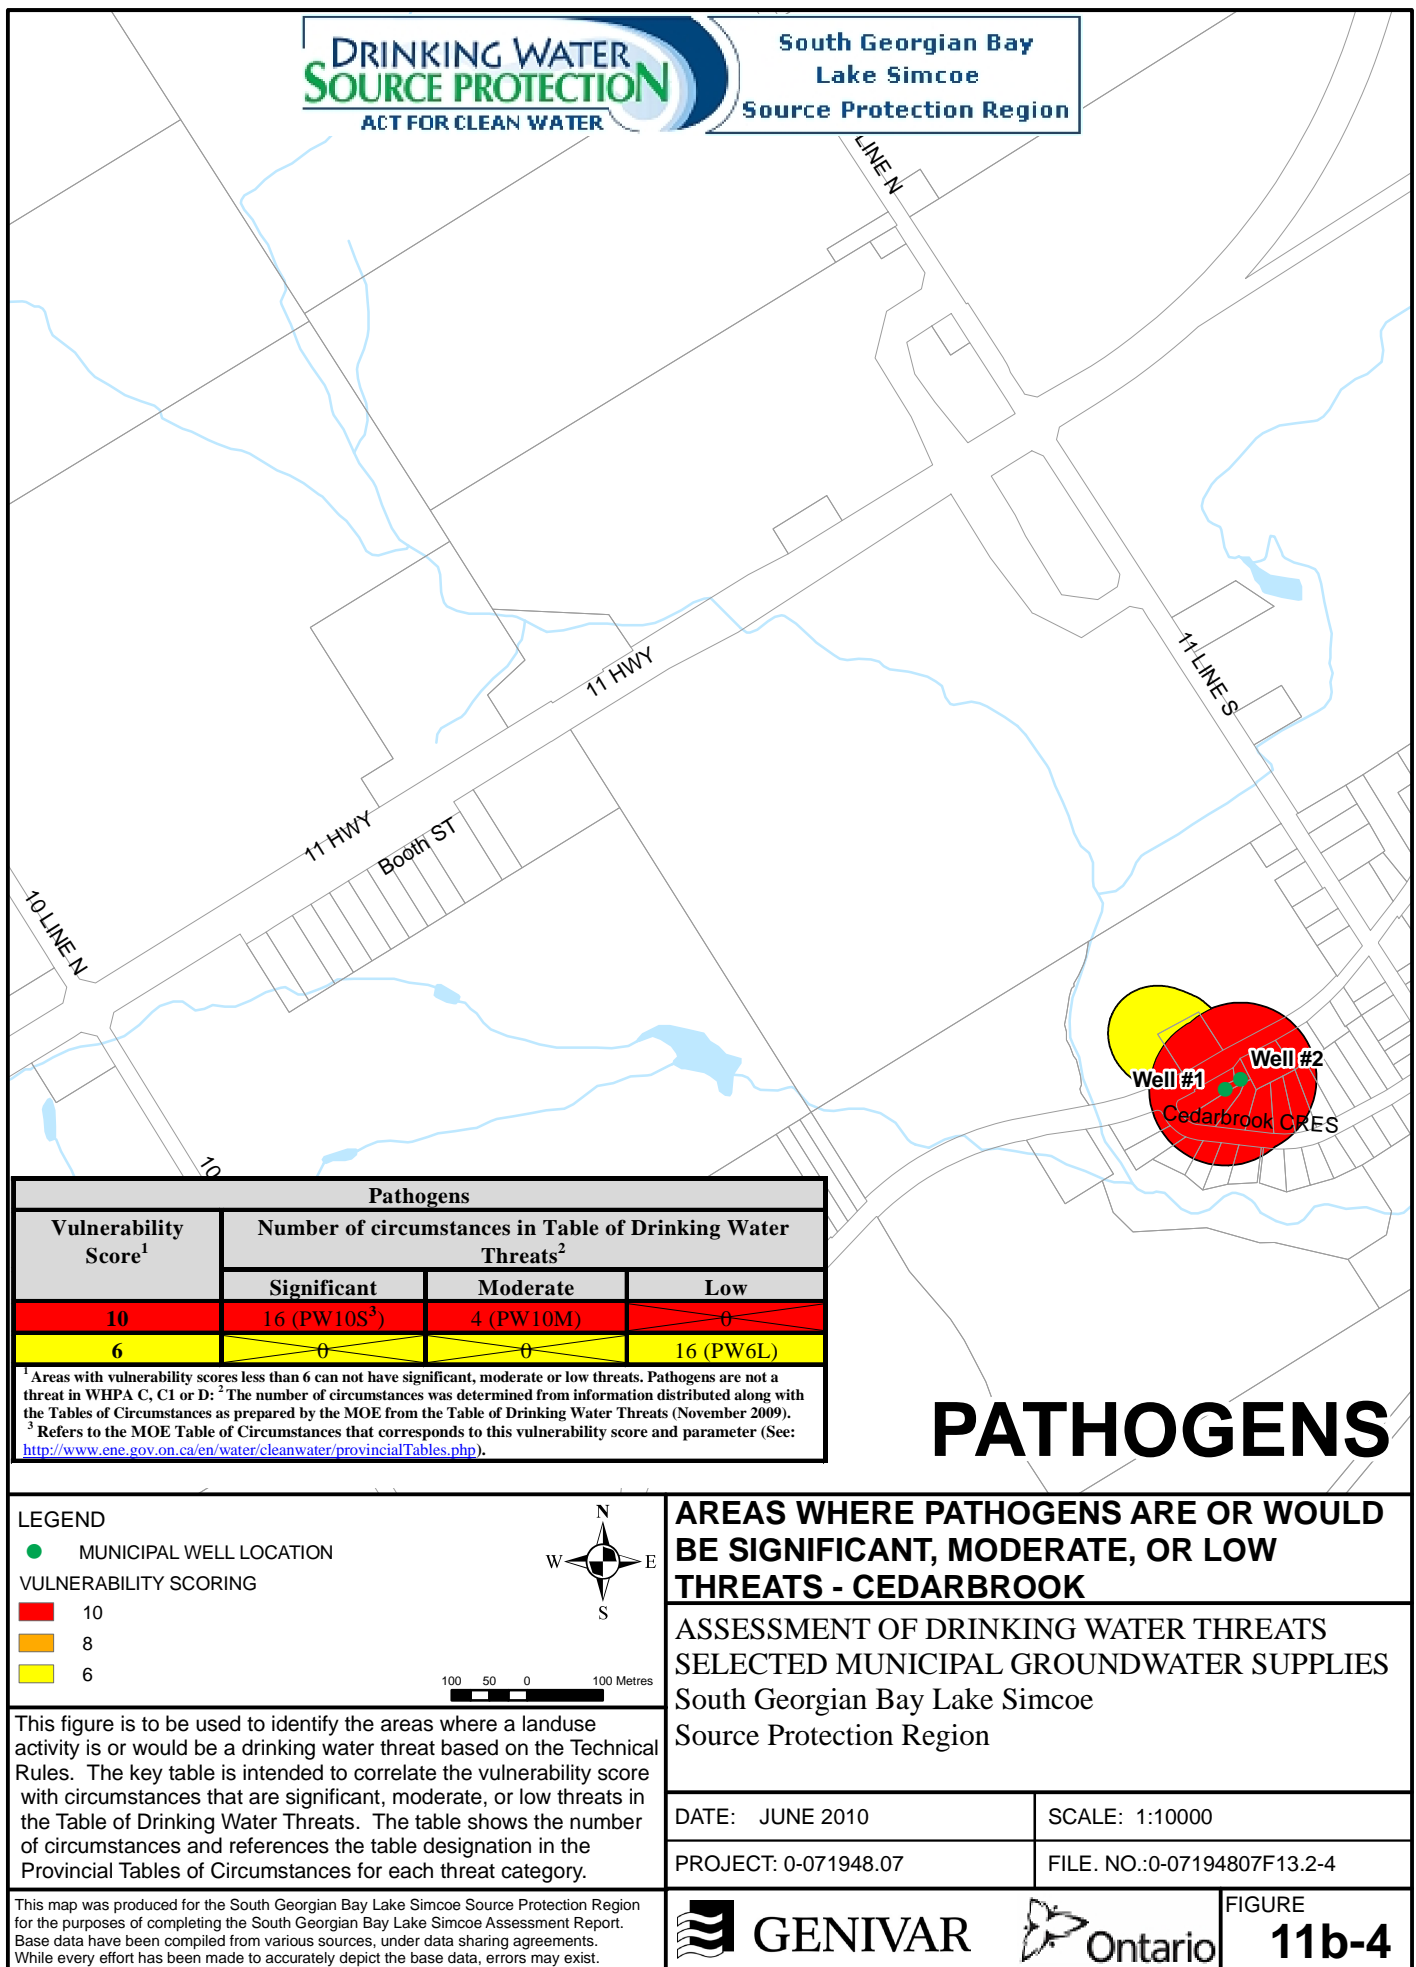 DRINKING WATER
SOURCE PROTECTION
ACT FOR CLEAN WATER
South Georgian Bay
Lake Simcoe
Source Protection Region
LINE N
11 LINE S
11 HWY
11 HWY
Booth ST
10 LINE N
10
Well #2
Well #1
Cedarbrook CRES
Pathogens
Vulnerability Score1
Number of circumstances in Table of Drinking Water Threats2
Significant Moderate Low
10 16 (PW10S3) 4 (PW10M) 0
6 0 0 16 (PW6L)
1 Areas with vulnerability scores less than 6 can not have significant, moderate or low threats. Pathogens are not a
threat in WHPA C, C1 or D: 2 The number of circumstances was determined from information distributed along with
the Tables of Circumstances as prepared by the MOE from the Table of Drinking Water Threats (November 2009).
3 Refers to the MOE Table of Circumstances that corresponds to this vulnerability score and parameter (See:
http://www.ene.gov.on.ca/en/water/cleanwater/provincialTables.php).
PATHOGENS
LEGEND
MUNICIPAL WELL LOCATION
VULNERABILITY SCORING
10
8
6
N
W E
S
100 50 0 100 Metres
This figure is to be used to identify the areas where a landuse
activity is or would be a drinking water threat based on the Technical
Rules. The key table is intended to correlate the vulnerability score
with circumstances that are significant, moderate, or low threats in
the Table of Drinking Water Threats. The table shows the number
of circumstances and references the table designation in the
Provincial Tables of Circumstances for each threat category.
This map was produced for the South Georgian Bay Lake Simcoe Source Protection Region
for the purposes of completing the South Georgian Bay Lake Simcoe Assessment Report.
Base data have been compiled from various sources, under data sharing agreements.
While every effort has been made to accurately depict the base data, errors may exist.
AREAS WHERE PATHOGENS ARE OR WOULD
BE SIGNIFICANT, MODERATE, OR LOW
THREATS - CEDARBROOK
ASSESSMENT OF DRINKING WATER THREATS
SELECTED MUNICIPAL GROUNDWATER SUPPLIES
South Georgian Bay Lake Simcoe
Source Protection Region
DATE: JUNE 2010
SCALE: 1:10000
PROJECT: 0-071948.07
FILE. NO.:0-07194807F13.2-4
GENIVAR
Ontario
FIGURE
11b-4